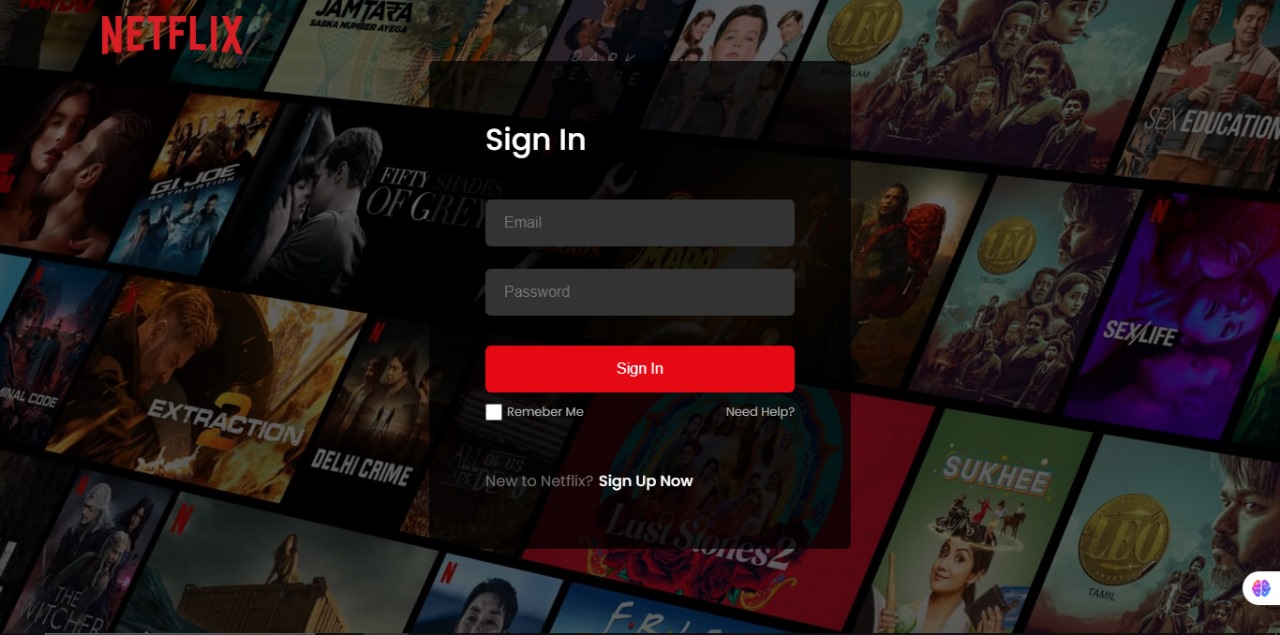 NETFLIX
JAMTARA
SABKA NUMBER AYEGA
DARK
DESIRE
LEO
MALAYALAM
SEX EDUCATION
Sign In
G.I. JOE
RETALIATION
FIFTY SHADES
OF GREY
Email
LEO
TELUGU
Password
SEX/LIFE
Sign In
Remeber Me
Need Help?
EXTRACTION
2
DELHI CRIME
ALL OF US
ARE DEAD
New to Netflix? Sign Up Now
SUKHEE
Lust Stories 2
LEO
TAMIL
THE
WITCHER